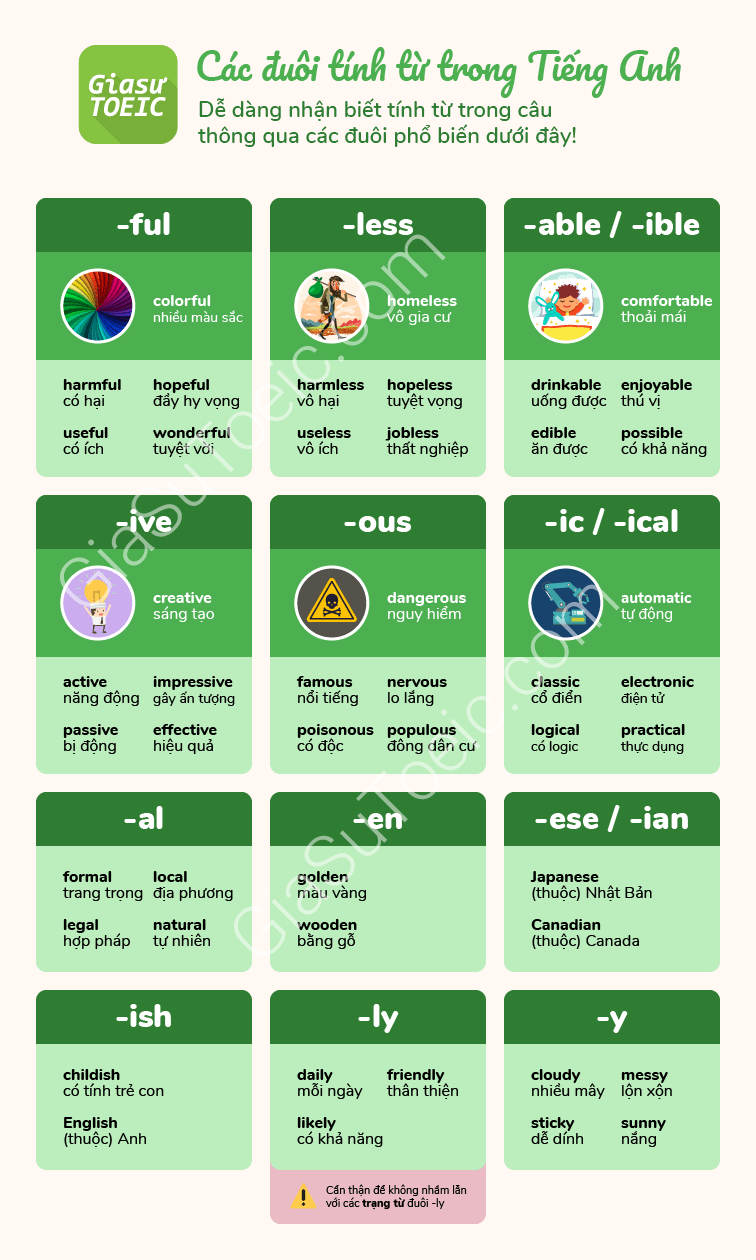 Giasư
TOEIC
Các đuôi tính từ trong Tiếng Anh
Dễ dàng nhận biết tính từ trong câu
thông qua các đuôi phổ biến dưới đây!
-ful
colorful
nhiều màu sắc
harmful
có hại
hopeful
đầy hy vọng
useful
có ích
wonderful
tuyệt vời
-less
homeless
vô gia cư
harmless
vô hại
hopeless
tuyệt vọng
useless
vô ích
jobless
thất nghiệp
-able / -ible
comfortable
thoải mái
drinkable
uống được
enjoyable
thú vị
edible
ăn được
possible
có khả năng
-ive
creative
sáng tạo
active
năng động
impressive
gây ấn tượng
passive
bị động
effective
hiệu quả
-ous
dangerous
nguy hiểm
famous
nổi tiếng
nervous
lo lắng
poisonous
có độc
populous
đông dân cư
-ic / -ical
automatic
tự động
classic
cổ điển
electronic
điện tử
logical
có logic
practical
thực dụng
-al
formal
trang trọng
local
địa phương
legal
hợp pháp
natural
tự nhiên
-en
golden
màu vàng
wooden
bằng gỗ
-ese / -ian
Japanese
(thuộc) Nhật Bản
Canadian
(thuộc) Canada
-ish
childish
có tính trẻ con
English
(thuộc) Anh
-ly
daily
mỗi ngày
friendly
thân thiện
likely
có khả năng
Cẩn thận để không nhầm lẫn
với các trạng từ đuôi -ly
-y
cloudy
nhiều mây
messy
lộn xộn
sticky
dễ dính
sunny
nắng
GiaSuToeic.com
GiaSuToeic.com